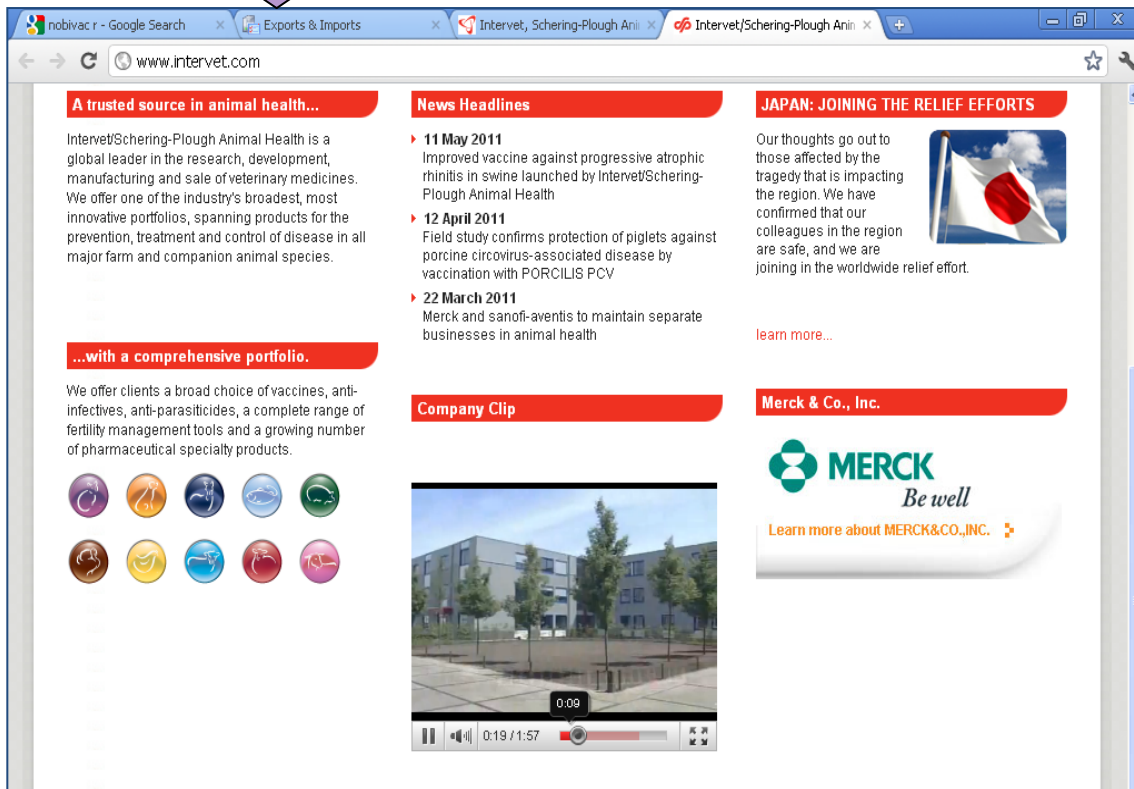 nobivac r - Google Search
Exports & Imports
Intervet, Schering-Plough Ani
Intervet/Schering-Plough Anin
www.intervet.com
A trusted source in animal health...
Intervet/Schering-Plough Animal Health is a
global leader in the research, development,
manufacturing and sale of veterinary medicines.
We offer one of the industry's broadest, most
innovative portfolios, spanning products for the
prevention, treatment and control of disease in all
major farm and companion animal species.
...with a comprehensive portfolio.
We offer clients a broad choice of vaccines, anti-
infectives, anti-parasiticides, a complete range of
fertility management tools and a growing number
of pharmaceutical specialty products.
News Headlines
11 May 2011
Improved vaccine against progressive atrophic
rhinitis in swine launched by Intervet/Schering-
Plough Animal Health
12 April 2011
Field study confirms protection of piglets against
porcine circovirus-associated disease by
vaccination with PORCILIS PCV
22 March 2011
Merck and sanofi-aventis to maintain separate
businesses in animal health
Company Clip
0:09
0:19 / 1:57
JAPAN: JOINING THE RELIEF EFFORTS
Our thoughts go out to
those affected by the
tragedy that is impacting
the region. We have
confirmed that our
colleagues in the region
are safe, and we are
joining in the worldwide relief effort.
learn more...
Merck & Co., Inc.
MERCK
Be well
Learn more about MERCK&CO.,INC.